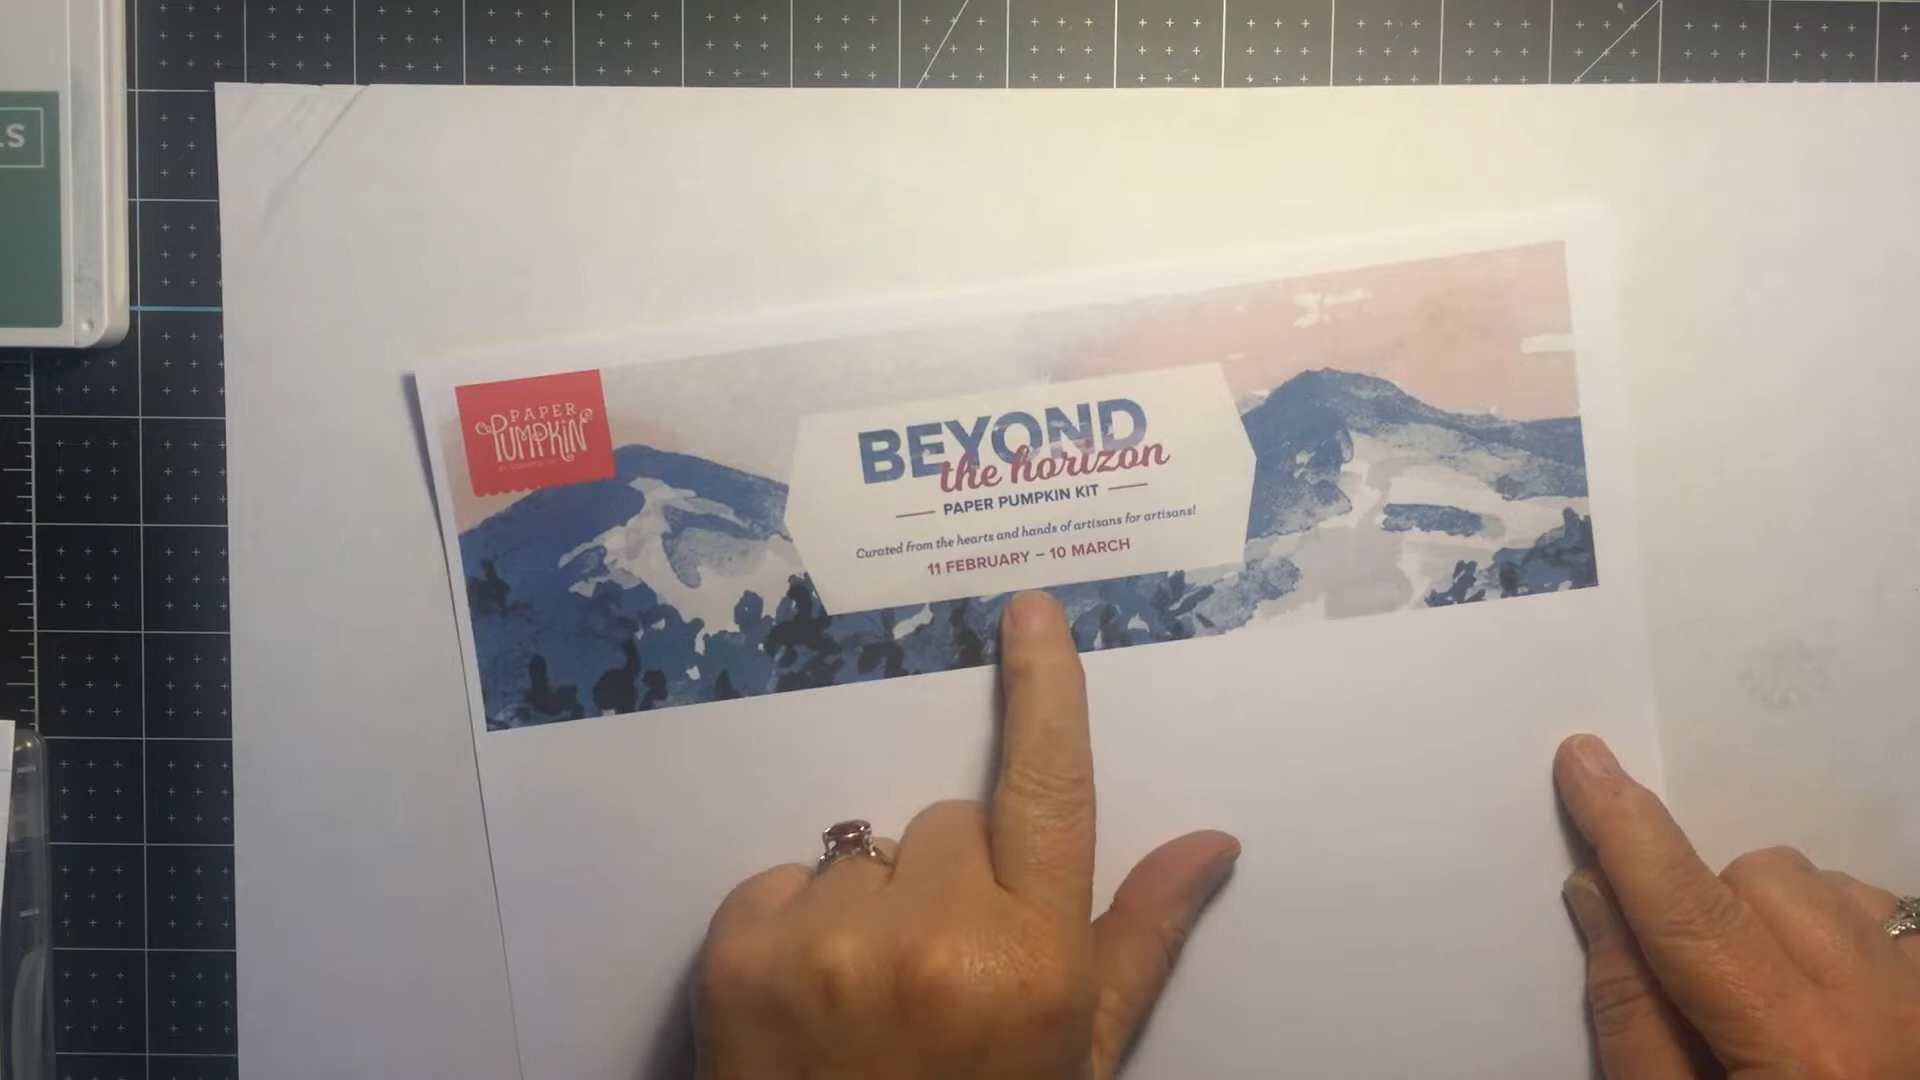 LS
PAPER
PUMPKIN
BEYOND
the horizon
PAPER PUMPKIN KIT
Curated from the hearts and hands of artisans for artisans!
11 FEBRUARY – 10 MARCH